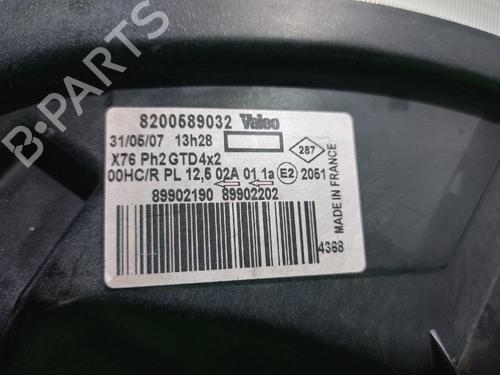 8200589032 Valeo
31/05/07 13h28
287
X76 Ph2 GTD4x2
00HC/R PL 12,5 02A 01 1a E2 2051
89902190 89902202
MADE IN FRANCE
4368
B-PARTS